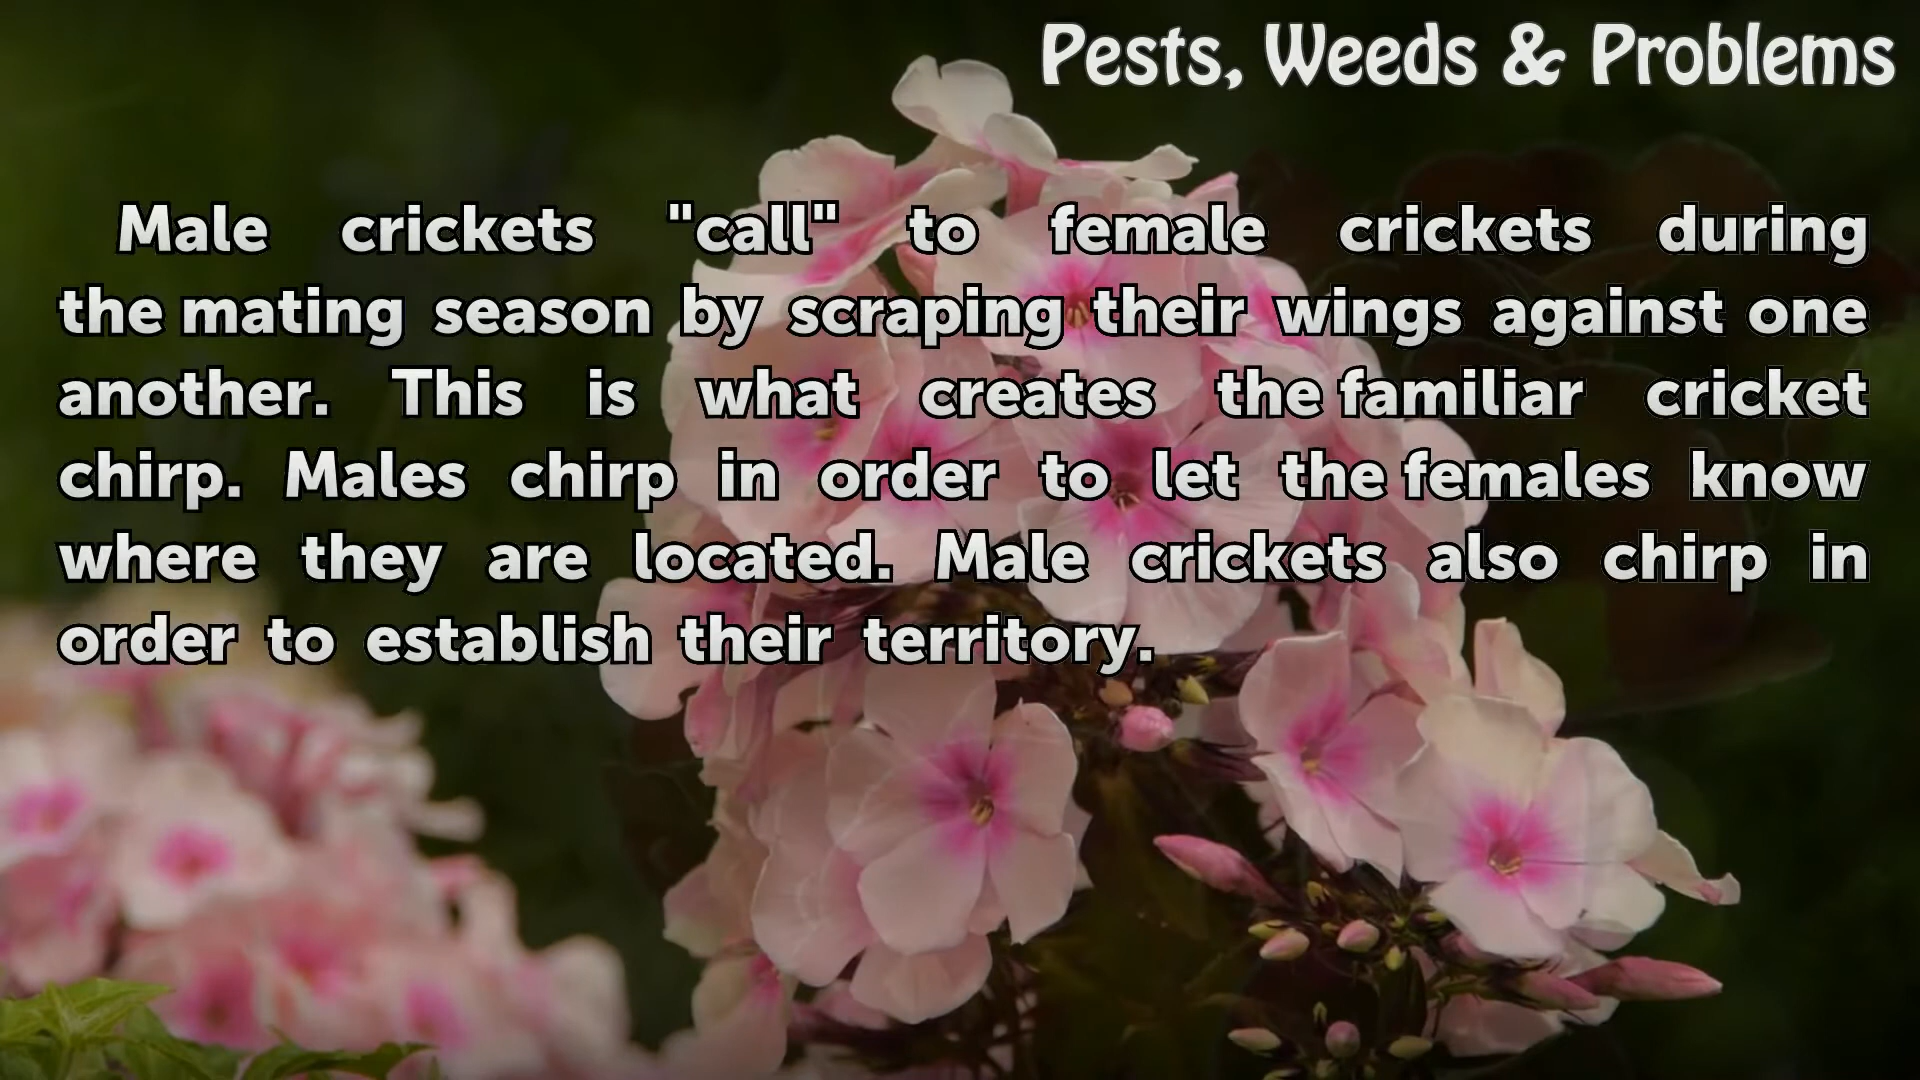 Pests, Weeds & Problems
Male crickets "call" to female crickets during
the mating season by scraping their wings against one
another. This is what creates the familiar cricket
chirp. Males chirp in order to let the females know
where they are located. Male crickets also chirp in
order to establish their territory.